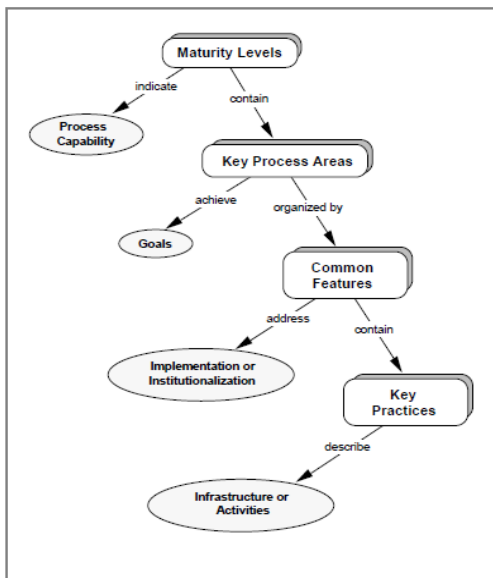 Maturity Levels
indicate
contain
Process
Capability
Key Process Areas
achieve
organized by
Goals
Common
Features
address
contain
Implementation or
Institutionalization
Key
Practices
describe
Infrastructure or
Activities